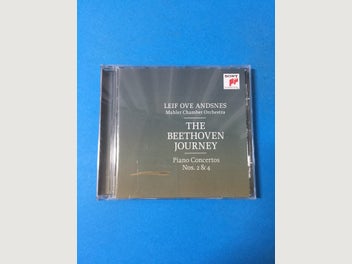 SONY
LEIF OVE ANDSNES
Mahler Chamber Orchestra
THE
BEETHOVEN
JOURNEY
Piano Concertos
Nos. 2 & 4